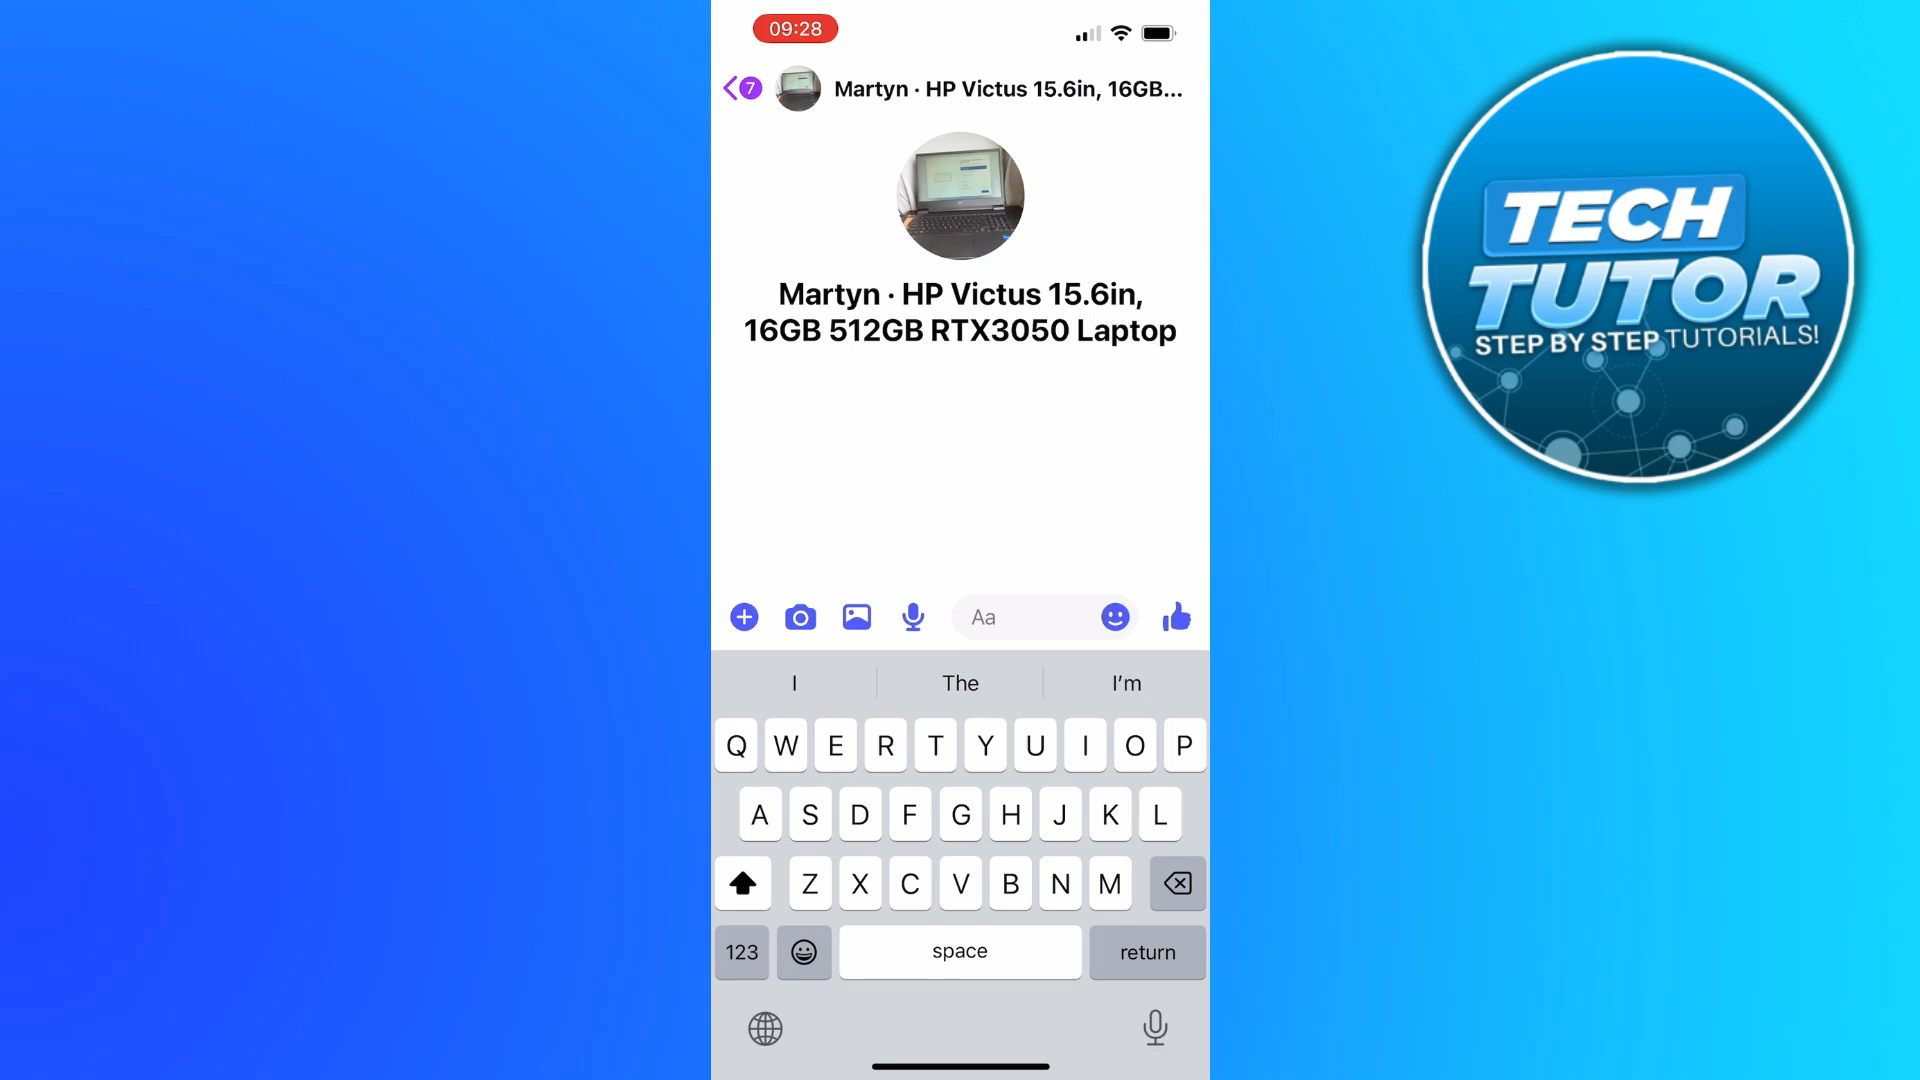 09:28
7
Martyn · HP Victus 15.6in, 16GB...
Martyn · HP Victus 15.6in,
16GB 512GB RTX3050 Laptop
TECH
TUTOR
STEP BY STEP TUTORIALS!
Aa
I The I'm
Q W E R T Y U I O P
A S D F G H J K L
Z X C V B N M
123 space return